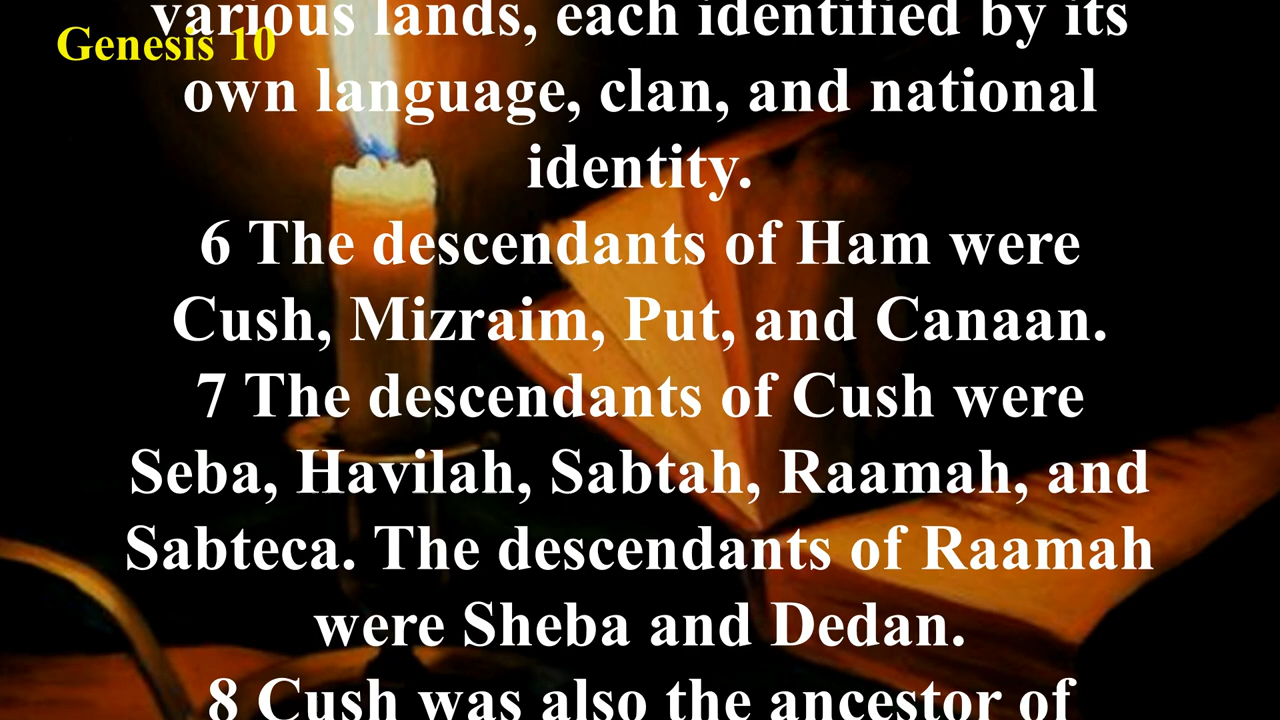 various lands, each identified by its
Genesis 10
own language, clan, and national
identity.
6 The descendants of Ham were
Cush, Mizraim, Put, and Canaan.
7 The descendants of Cush were
Seba, Havilah, Sabtah, Raamah, and
Sabteca. The descendants of Raamah
were Sheba and Dedan.
8 Cush was also the ancestor of